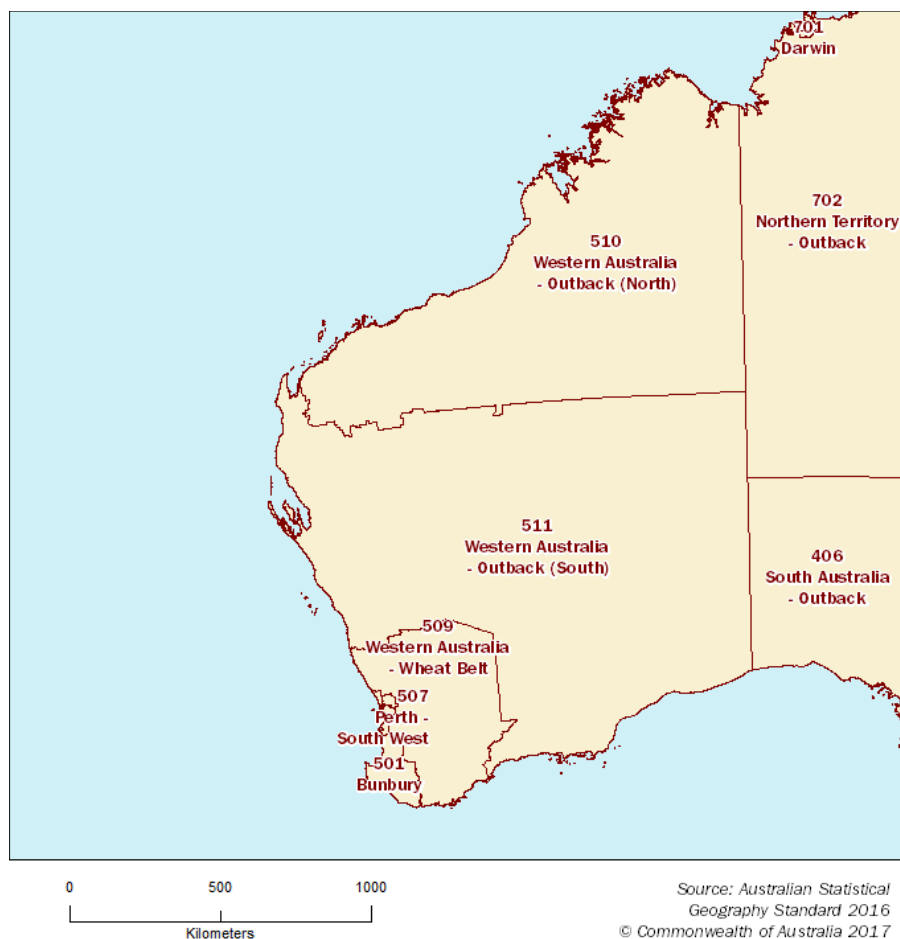 701
Darwin
702
Northern Territory
- Outback
510
Western Australia
- Outback (North)
511
Western Australia
- Outback (South)
406
South Australia
- Outback
509
Western Australia
- Wheat Belt
507
Perth -
South West
501
Bunbury
0 500 1000
Kilometers
Source: Australian Statistical
Geography Standard 2016
© Commonwealth of Australia 2017